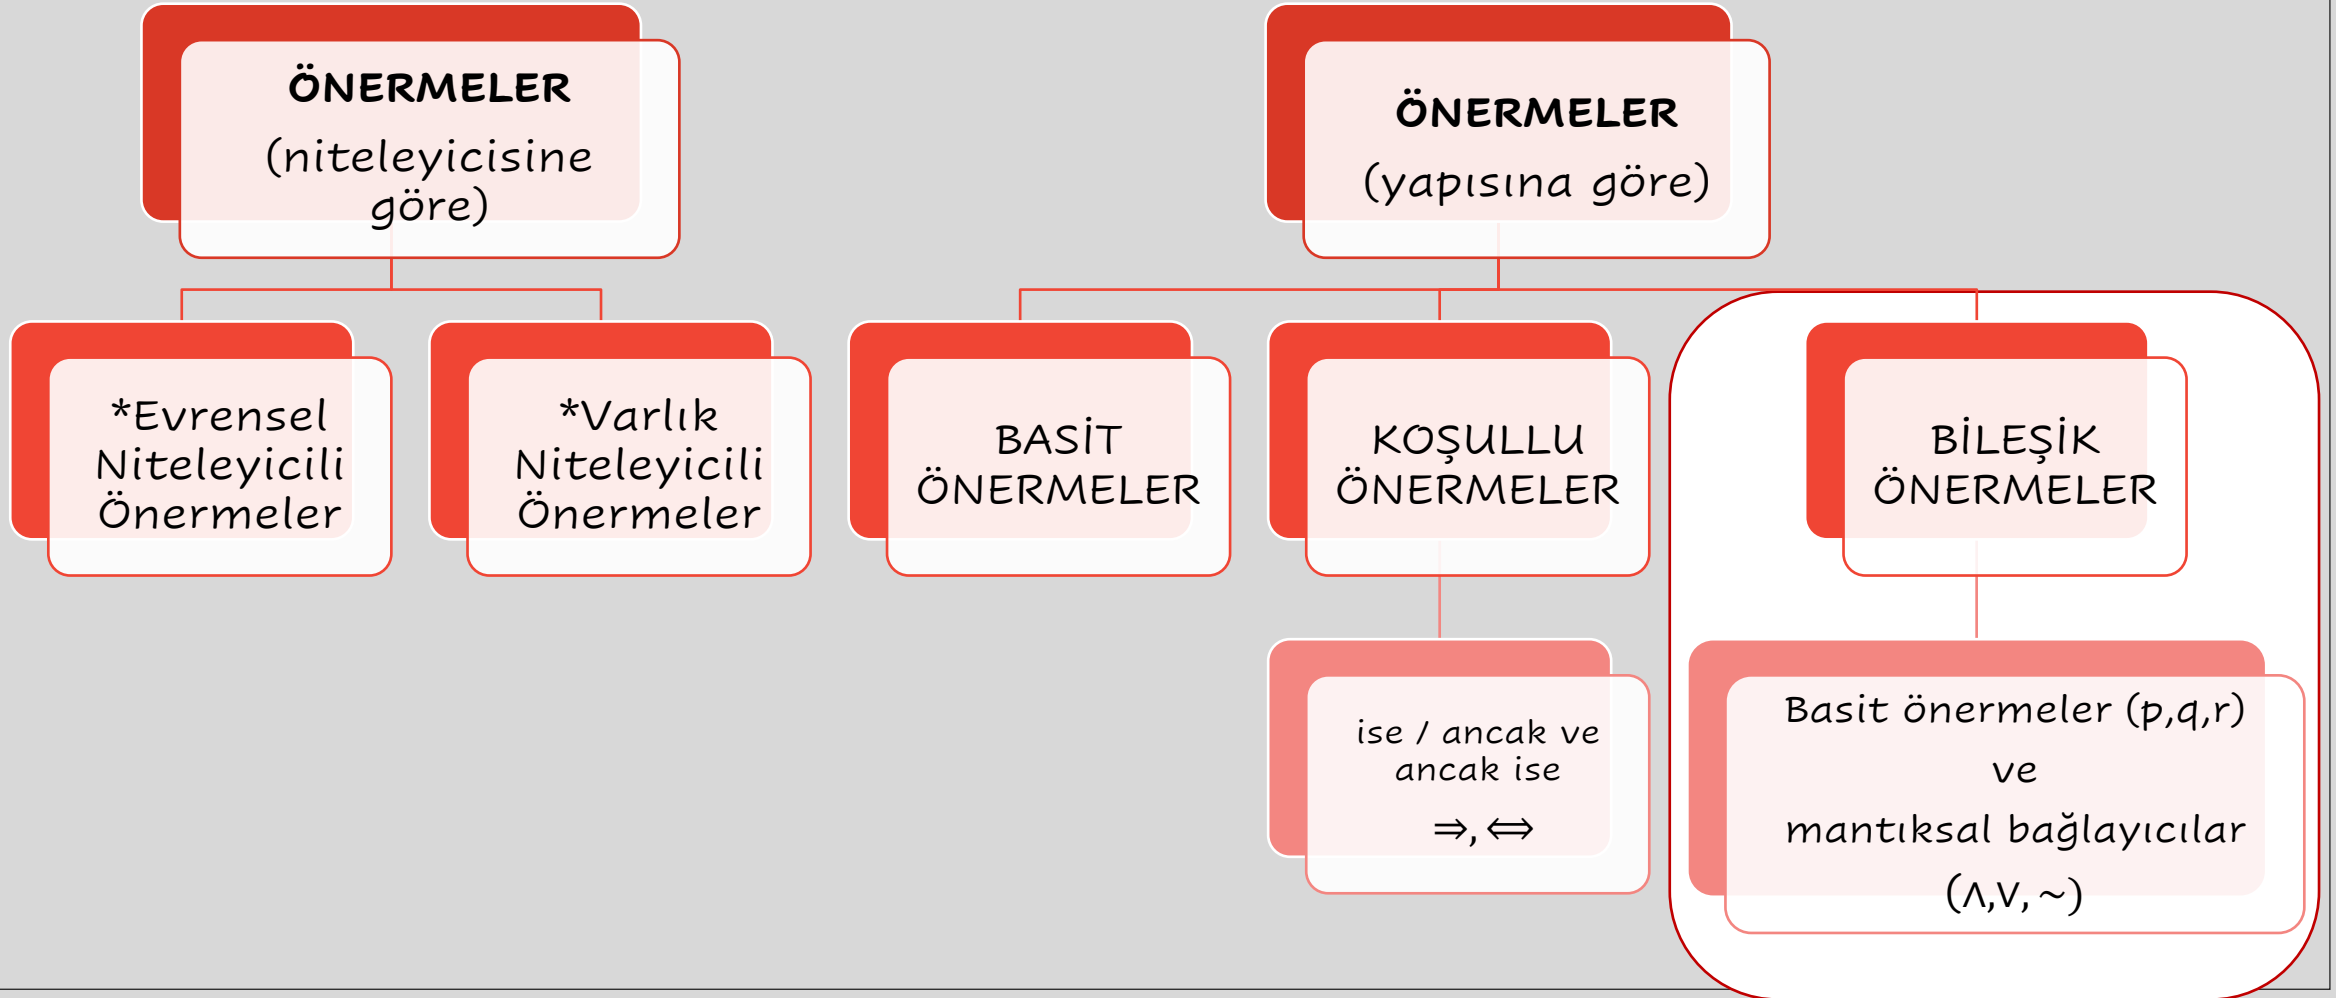 ÖNERMELER
(niteleyicisine
göre)
*Evrensel
Niteleyicili
Önermeler
*Varlık
Niteleyicili
Önermeler
ÖNERMELER
(yapısına göre)
BASİT
ÖNERMELER
KOŞULLU
ÖNERMELER
ise / ancak ve
ancak ise
⇒, ⟺
BİLEŞİK
ÖNERMELER
Basit önermeler (p,q,r)
ve
mantıksal bağlayıcılar
(∧,∨, ~)